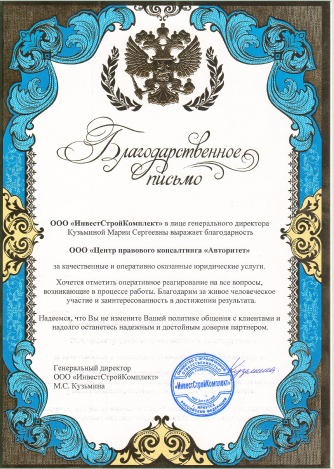 Благодарственное
письмо
ООО «ИнвестСтройКомплект» в лице генерального директора
Кузьминой Марии Сергеевны выражает благодарность
ООО «Центр правового консалтинга «Авторитет»
за качественные и оперативно оказанные юридические услуги.
Хочется отметить оперативное реагирование на все вопросы,
возникающие в процессе работы. Благодарим за живое человеческое
участие и заинтересованность в достижении результата.
Надеемся, что Вы не измените Вашей политике общения с клиентами и
надолго останетесь надежным и достойным доверия партнером.
Генеральный директор
ООО «ИнвестСтройКомплект»
М.С. Кузьмина
«ИнвестСтройКомплект»